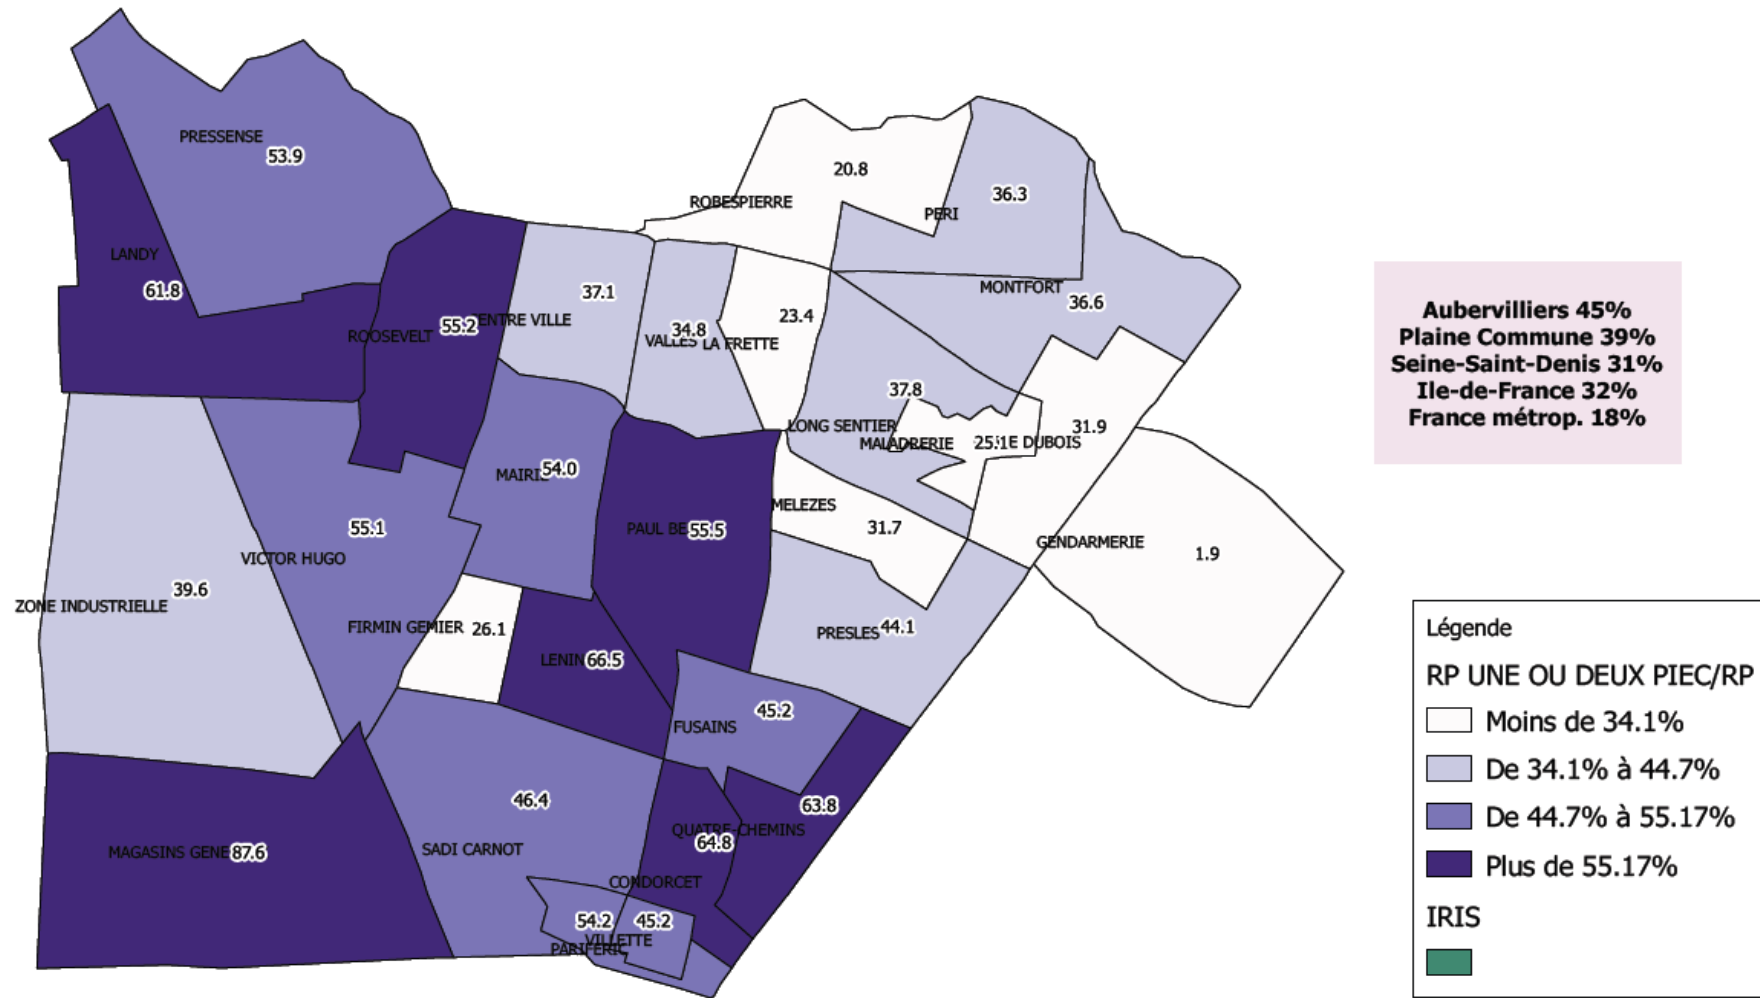 PRESSENSE
53.9
LANDY
61.8
ROBESPIERRE
20.8
PERI
36.3
MONTFORT
36.6
ROOSEVELT
55.2
ENTRE VILLE
37.1
VALLES
34.8
LA FRETTE
23.4
37.8
LONG SENTIER
MALADRERIE
25.1
E DUBOIS
31.9
MAIRI
54.0
PAUL BE
55.5
MELEZES
31.7
GENDARMERIE
1.9
VICTOR HUGO
55.1
ZONE INDUSTRIELLE
39.6
FIRMIN GEMIER
26.1
LENIN
66.5
PRESLES
44.1
FUSAINS
45.2
MAGASINS GENE
87.6
SADI CARNOT
46.4
QUATRE-CHEMINS
63.8
64.8
CONDORCET
54.2
45.2
VILLETTE
PARIFERIC
Aubervilliers 45%
Plaine Commune 39%
Seine-Saint-Denis 31%
Ile-de-France 32%
France métrop. 18%
Légende
RP UNE OU DEUX PIEC/RP
Moins de 34.1%
De 34.1% à 44.7%
De 44.7% à 55.17%
Plus de 55.17%
IRIS